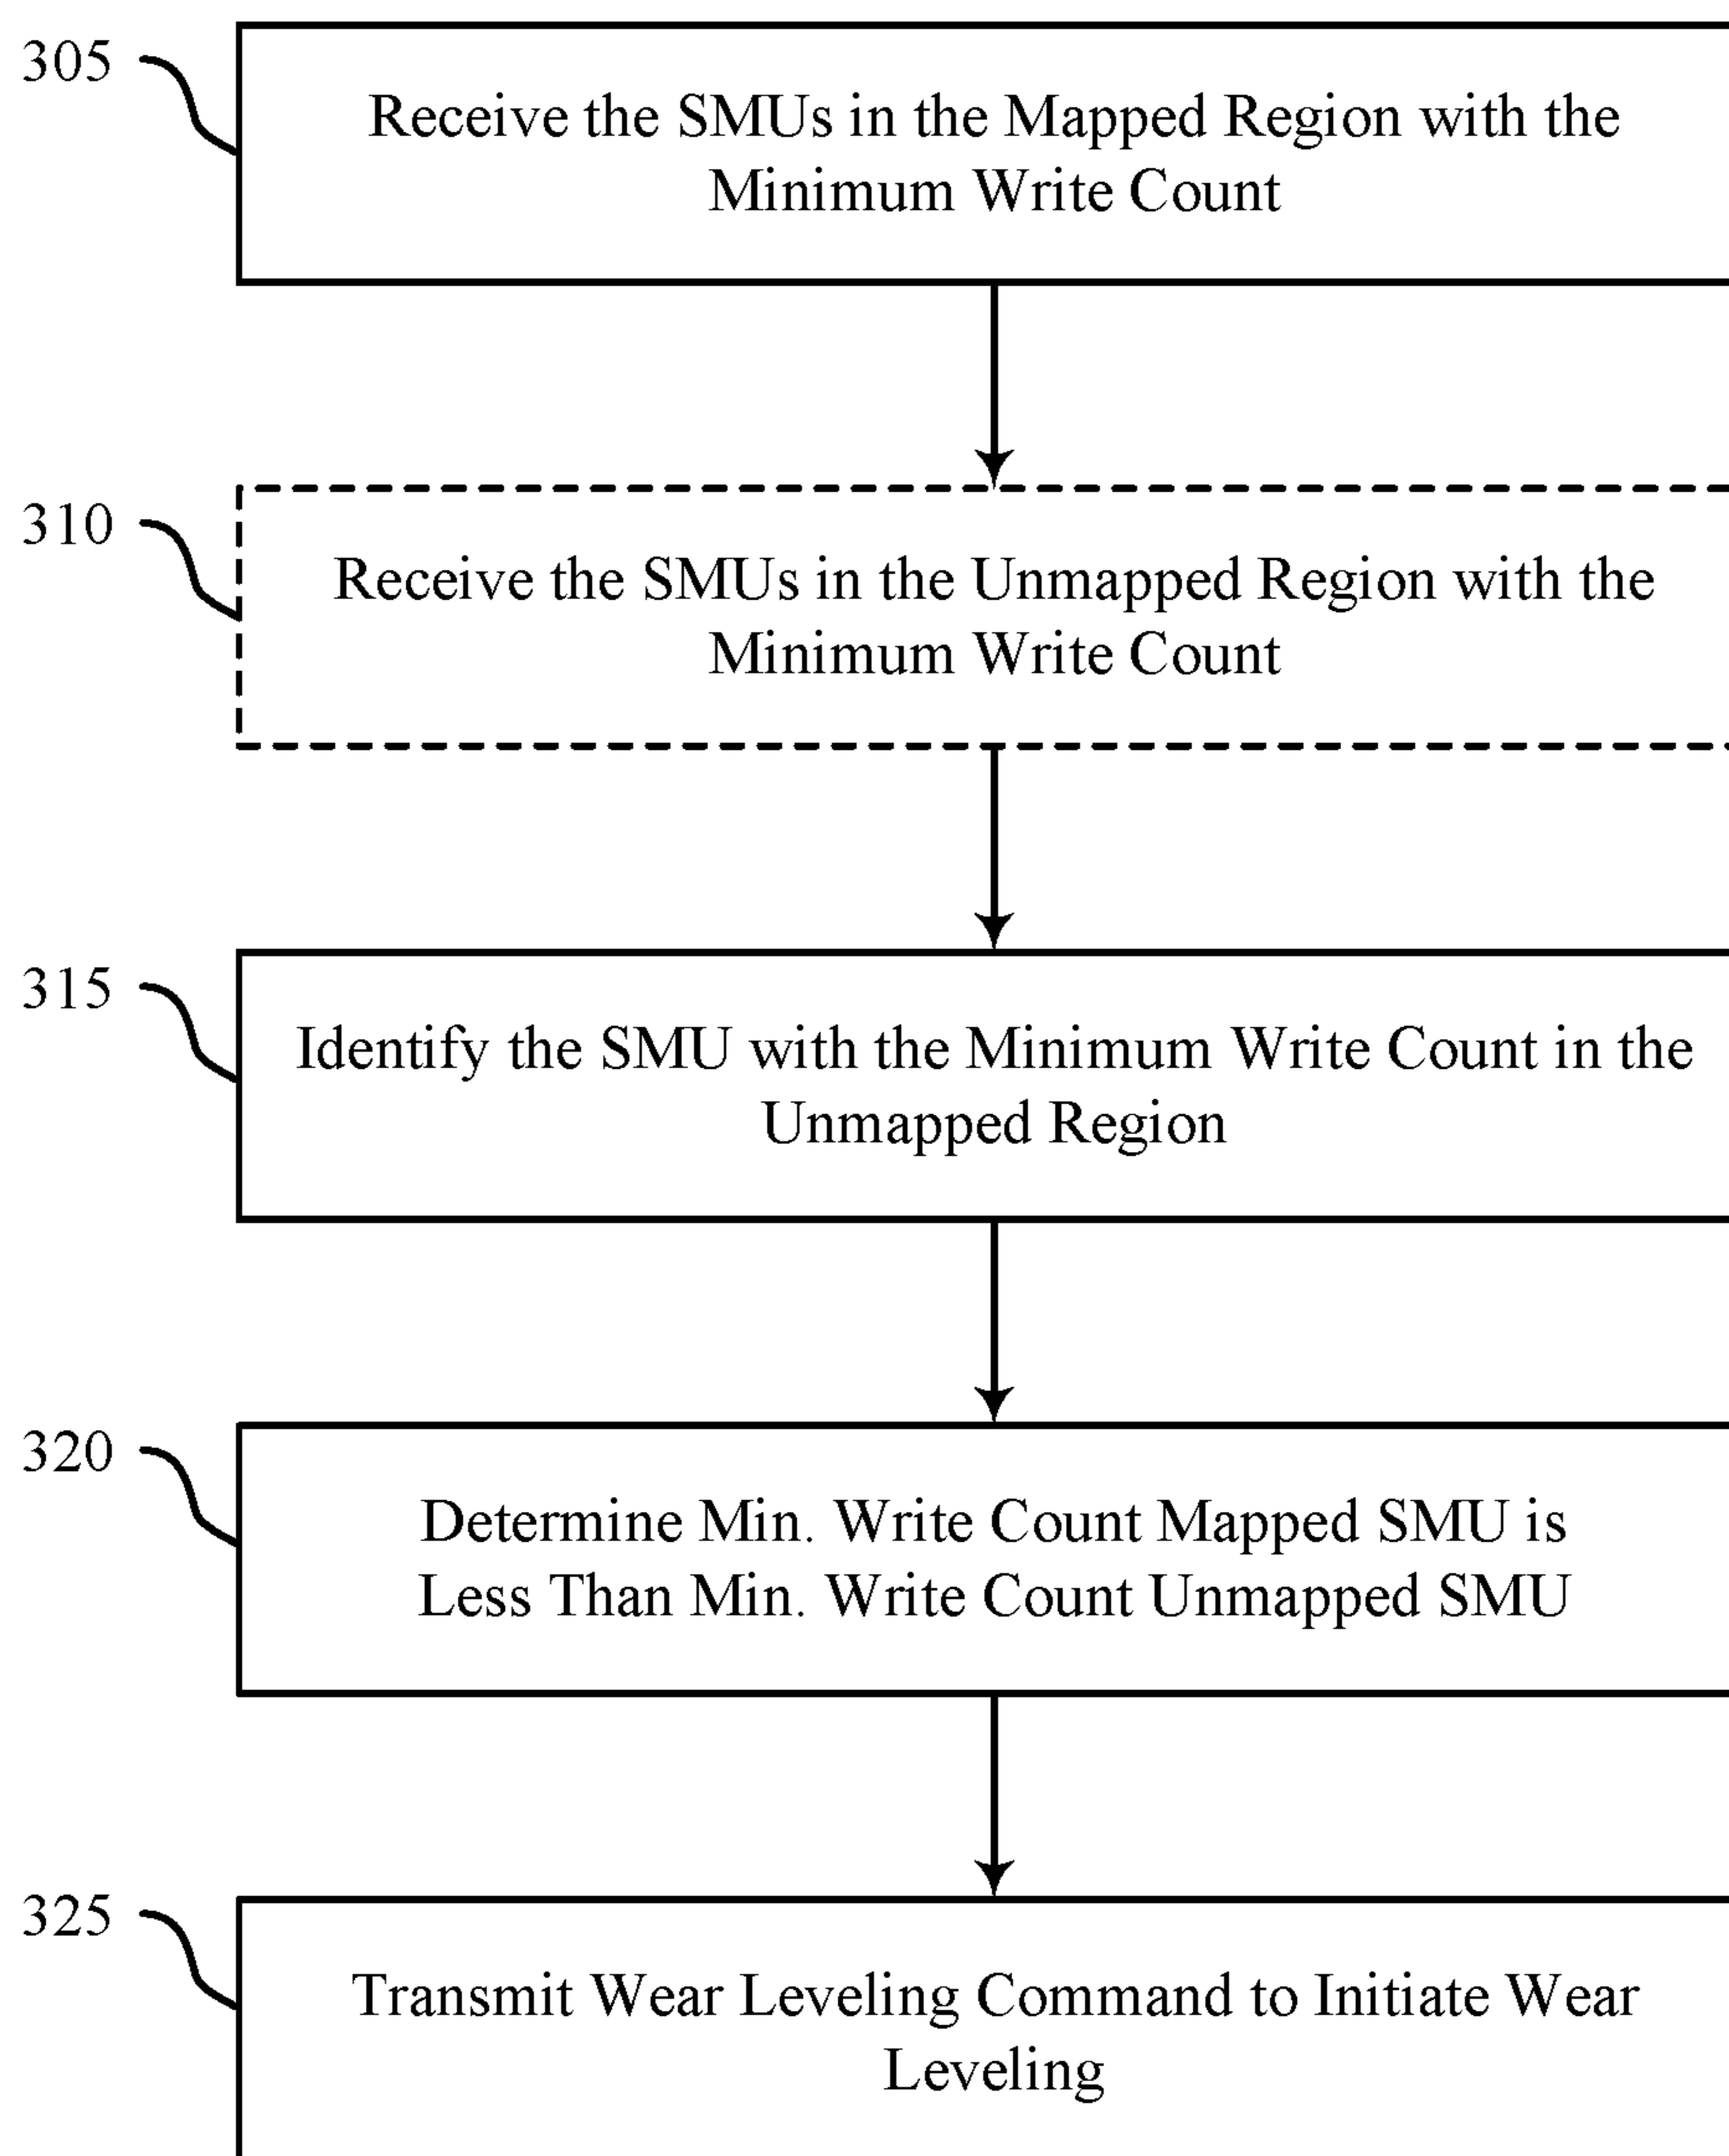 305
Receive the SMUs in the Mapped Region with the
Minimum Write Count
310
Receive the SMUs in the Unmapped Region with the
Minimum Write Count
315
Identify the SMU with the Minimum Write Count in the
Unmapped Region
320
Determine Min. Write Count Mapped SMU is
Less Than Min. Write Count Unmapped SMU
325
Transmit Wear Leveling Command to Initiate Wear
Leveling